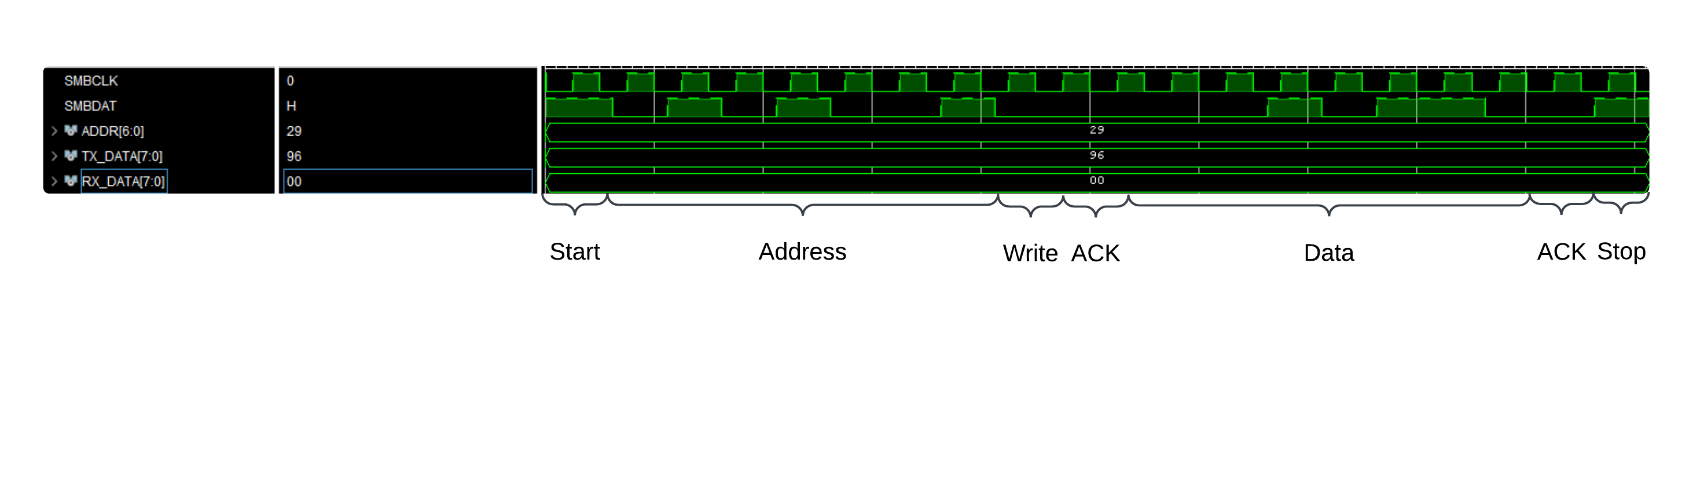 SMBCLK 0
SMBDAT H
ADDR[6:0] 29 29
TX_DATA[7:0] 96 96
RX_DATA[7:0] 00 00
Start Address Write ACK Data ACK Stop